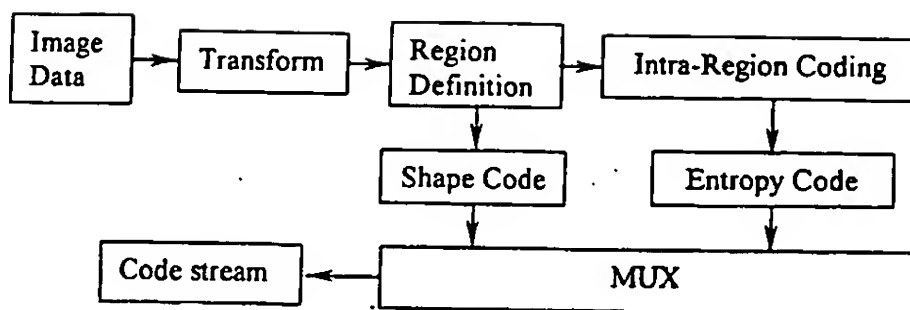 Image
Data
Transform
Region
Definition
Intra-Region Coding
Shape Code
Entropy Code
Code stream
MUX